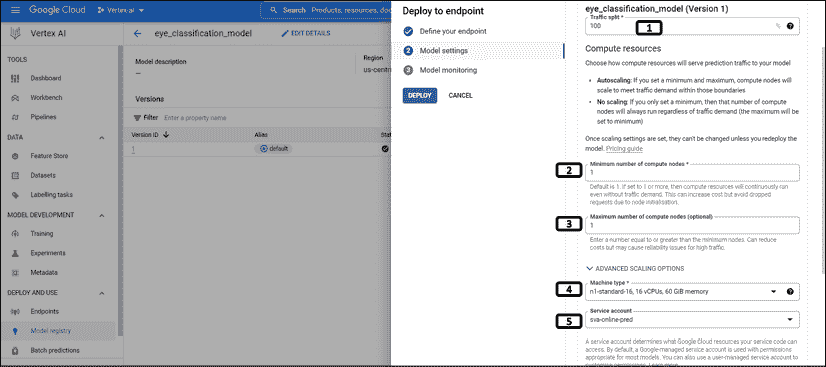 Google Cloud
Vertex-ai
Search Products, resources, doc
Vertex AI
eye_classification_model
EDIT DETAILS
TOOLS
Dashboard
Workbench
Pipelines
DATA
Feature Store
Datasets
Labelling tasks
MODEL DEVELOPMENT
Training
Experiments
Metadata
DEPLOY AND USE
Endpoints
Model registry
Batch predictions
Model description
—
Region
us-centr
Versions
Filter Enter a property name
Version ID
Alias
Stat
1
default
Deploy to endpoint
Define your endpoint
2 Model settings
3 Model monitoring
DEPLOY
CANCEL
eye_classification_model (Version 1)
Traffic split *
100
1
%
Compute resources
Choose how compute resources will serve prediction traffic to your model
• Autoscaling: If you set a minimum and maximum, compute nodes will
scale to meet traffic demand within those boundaries
• No scaling: If you only set a minimum, then that number of compute
nodes will always run regardless of traffic demand (the maximum will
be set to minimum)
Once scaling settings are set, they can't be changed unless you redeploy the
model. Pricing guide
2
Minimum number of compute nodes *
1
Default is 1. If set to 1 or more, then compute resources will continuously run
even without traffic demand. This can increase cost but avoid dropped
requests due to node initialisation.
3
Maximum number of compute nodes (optional)
1
Enter a number equal to or greater than the minimum nodes. Can reduce
costs but may cause reliability issues for high traffic.
ADVANCED SCALING OPTIONS
4
Machine type *
n1-standard-16, 16 vCPUs, 60 GiB memory
5
Service account
sva-online-pred
A service account determines what Google Cloud resources your service code can
access. By default, a Google-managed service account is used with permissions
appropriate for most models. You can also use a user-managed service account to